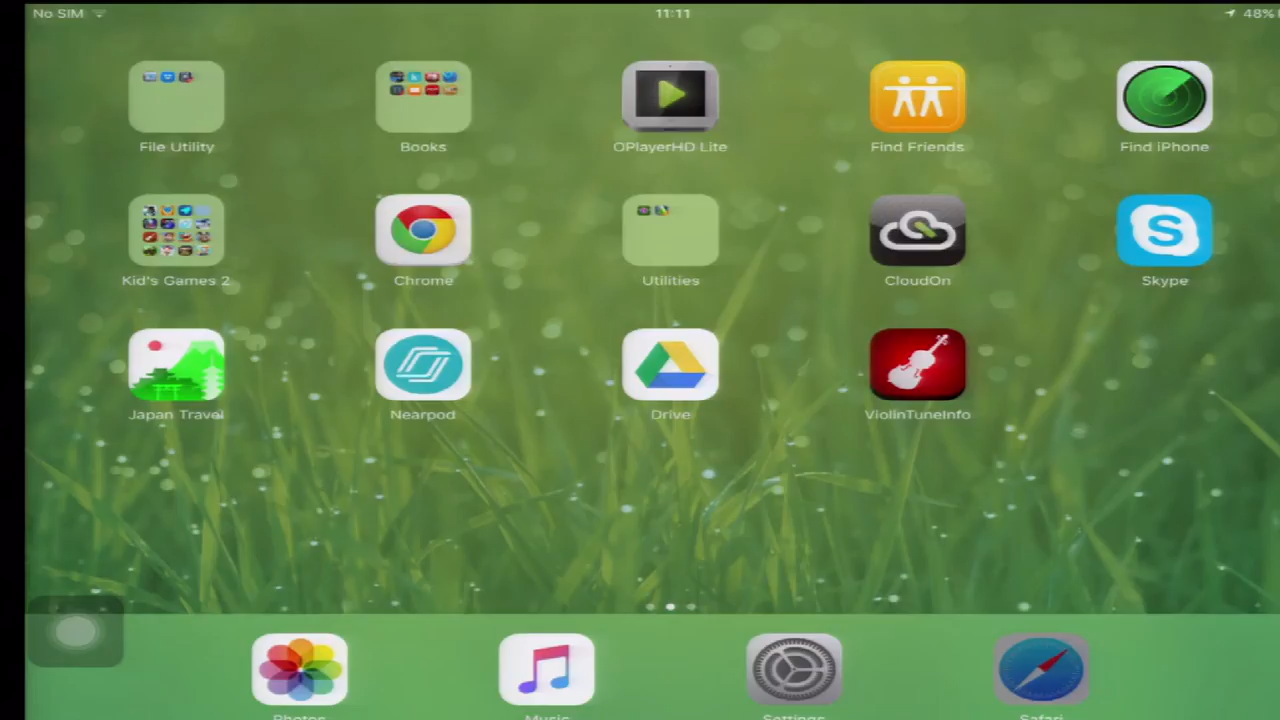 No SIM 11:11 48%
File Utility Books OPlayerHD Lite Find Friends Find iPhone
Kid's Games 2 Chrome Utilities CloudOn Skype
Japan Travel Nearpod Drive ViolinTuneInfo
Photos Music Settings Safari